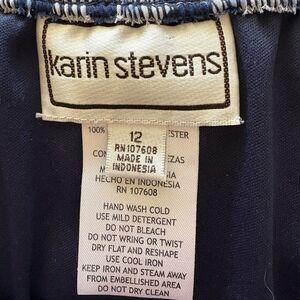 karin stevens
12
RN107608
MADE IN
INDONESIA
100%
HECHO EN INDONESIA
RN 107608
HAND WASH COLD
USE MILD DETERGENT
DO NOT BLEACH
DO NOT WRING OR TWIST
DRY FLAT AND RESHAPE
USE COOL IRON
KEEP IRON AND STEAM AWAY
FROM EMBELLISHED AREA
DO NOT DRY CLEAN